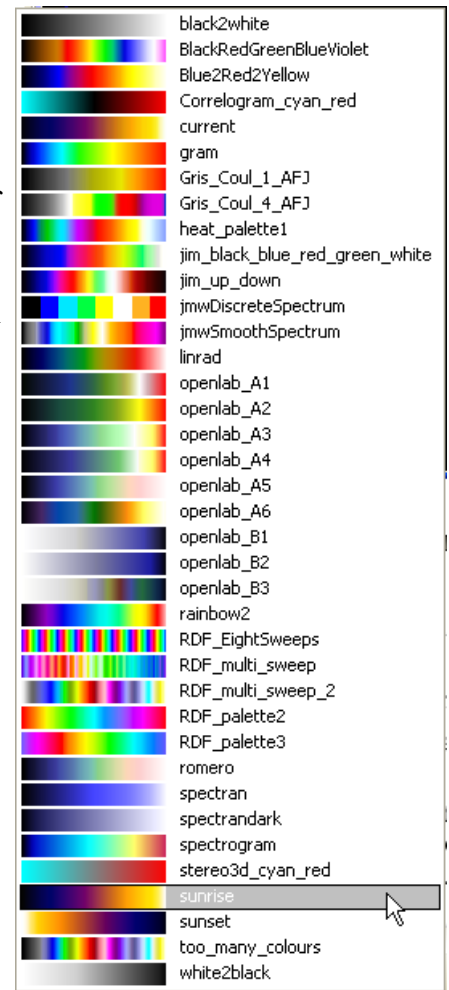 black2white
BlackRedGreenBlueViolet
Blue2Red2Yellow
Correlogram_cyan_red
current
gram
Gris_Coul_1_AFJ
Gris_Coul_4_AFJ
heat_palette1
jim_black_blue_red_green_white
jim_up_down
jmwDiscreteSpectrum
jmwSmoothSpectrum
linrad
openlab_A1
openlab_A2
openlab_A3
openlab_A4
openlab_A5
openlab_A6
openlab_B1
openlab_B2
openlab_B3
rainbow2
RDF_EightSweeps
RDF_multi_sweep
RDF_multi_sweep_2
RDF_palette2
RDF_palette3
romero
spectran
spectrandark
spectrogram
stereo3d_cyan_red
sunrise
sunset
too_many_colours
white2black